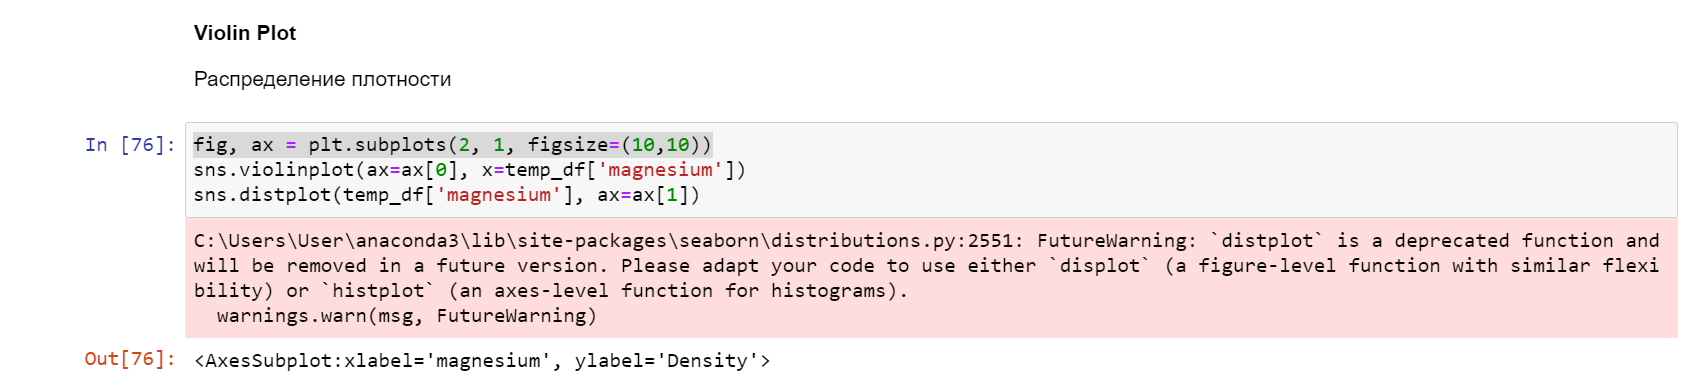 Violin Plot
Распределение плотности
In [76]:
fig, ax = plt.subplots(2, 1, figsize=(10,10))
sns.violinplot(ax=ax[0], x=temp_df['magnesium'])
sns.distplot(temp_df['magnesium'], ax=ax[1])
C:\Users\User\anaconda3\lib\site-packages\seaborn\distributions.py:2551: FutureWarning: `distplot` is a deprecated function and
will be removed in a future version. Please adapt your code to use either `displot` (a figure-level function with similar flexi
bility) or `histplot` (an axes-level function for histograms).
  warnings.warn(msg, FutureWarning)
Out[76]: <AxesSubplot:xlabel='magnesium', ylabel='Density'>